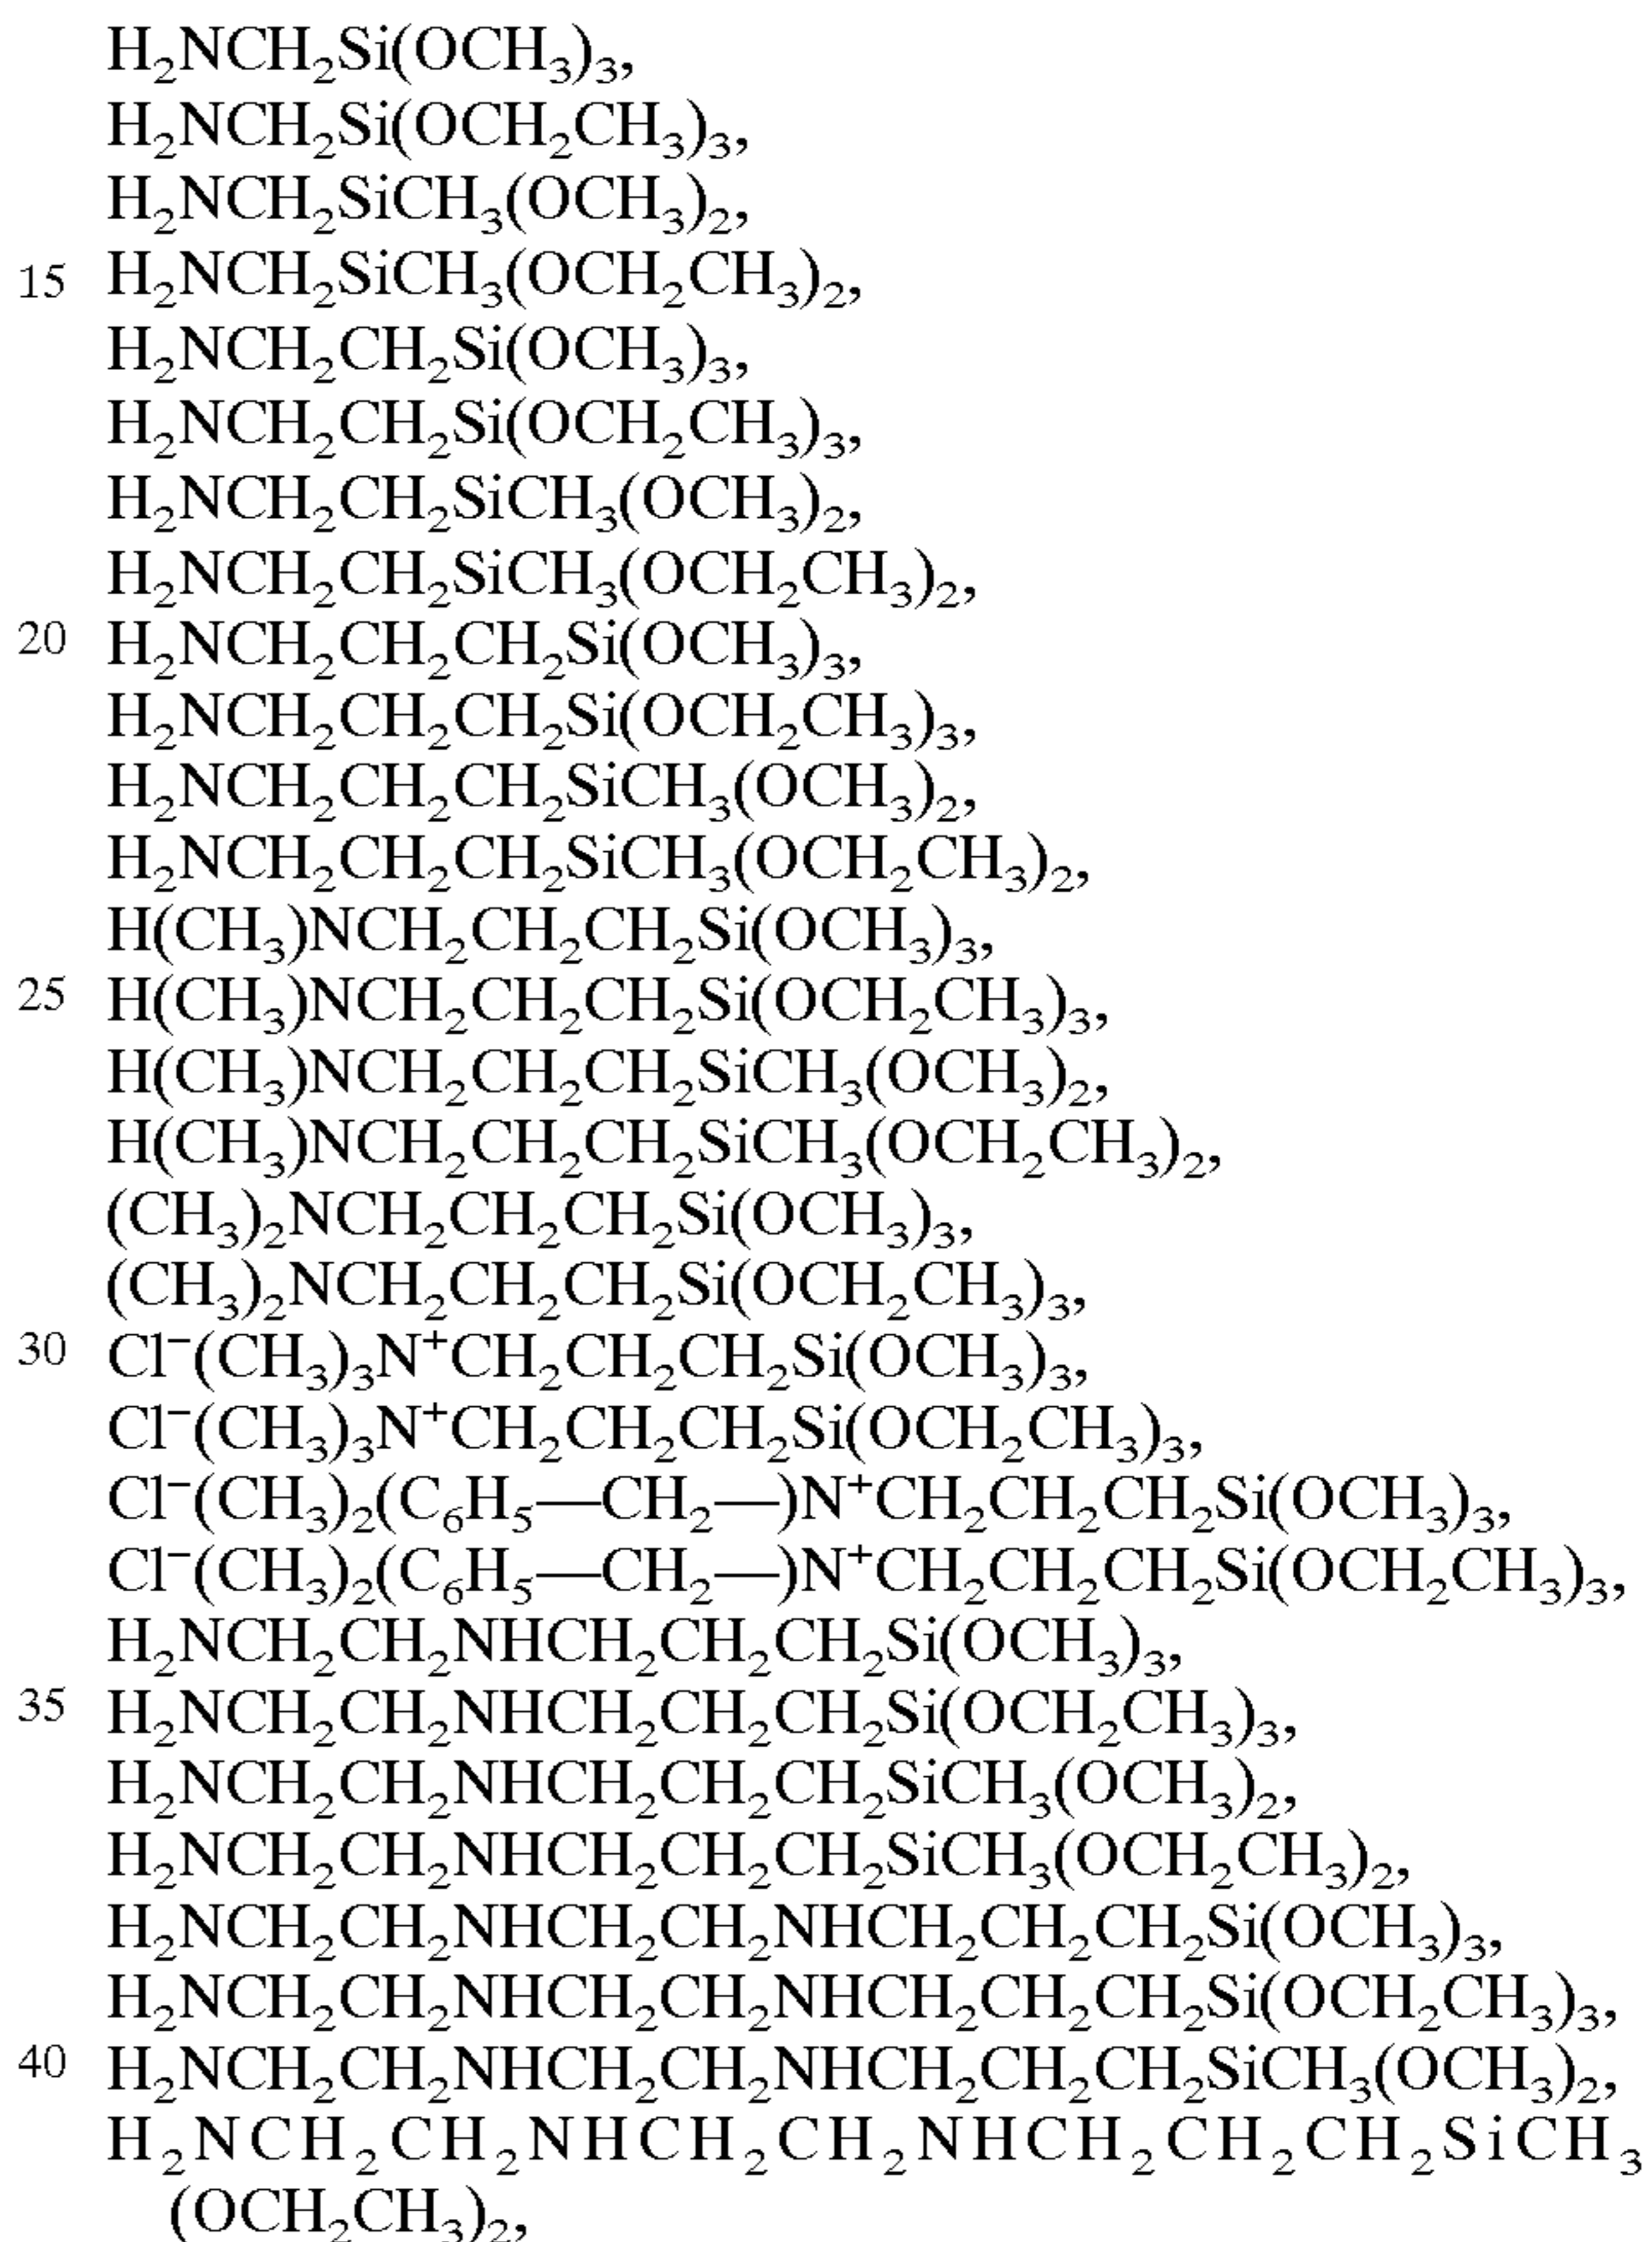 H₂NCH₂Si(OCH₃)₃,
H₂NCH₂Si(OCH₂CH₃)₃,
H₂NCH₂SiCH₃(OCH₃)₂,
15 H₂NCH₂SiCH₃(OCH₂CH₃)₂,
H₂NCH₂CH₂Si(OCH₃)₃,
H₂NCH₂CH₂Si(OCH₂CH₃)₃,
H₂NCH₂CH₂SiCH₃(OCH₃)₂,
H₂NCH₂CH₂SiCH₃(OCH₂CH₃)₂,
20 H₂NCH₂CH₂CH₂Si(OCH₃)₃,
H₂NCH₂CH₂CH₂Si(OCH₂CH₃)₃,
H₂NCH₂CH₂CH₂SiCH₃(OCH₃)₂,
H₂NCH₂CH₂CH₂SiCH₃(OCH₂CH₃)₂,
H(CH₃)NCH₂CH₂CH₂Si(OCH₃)₃,
25 H(CH₃)NCH₂CH₂CH₂Si(OCH₂CH₃)₃,
H(CH₃)NCH₂CH₂CH₂SiCH₃(OCH₃)₂,
H(CH₃)NCH₂CH₂CH₂SiCH₃(OCH₂CH₃)₂,
(CH₃)₂NCH₂CH₂CH₂Si(OCH₃)₃,
(CH₃)₂NCH₂CH₂CH₂Si(OCH₂CH₃)₃,
30 Cl⁻(CH₃)₃N⁺CH₂CH₂CH₂Si(OCH₃)₃,
Cl⁻(CH₃)₃N⁺CH₂CH₂CH₂Si(OCH₂CH₃)₃,
Cl⁻(CH₃)₂(C₆H₅—CH₂—)N⁺CH₂CH₂CH₂Si(OCH₃)₃,
Cl⁻(CH₃)₂(C₆H₅—CH₂—)N⁺CH₂CH₂CH₂Si(OCH₂CH₃)₃,
H₂NCH₂CH₂NHCH₂CH₂CH₂Si(OCH₃)₃,
35 H₂NCH₂CH₂NHCH₂CH₂CH₂Si(OCH₂CH₃)₃,
H₂NCH₂CH₂NHCH₂CH₂CH₂SiCH₃(OCH₃)₂,
H₂NCH₂CH₂NHCH₂CH₂CH₂SiCH₃(OCH₂CH₃)₂,
H₂NCH₂CH₂NHCH₂CH₂NHCH₂CH₂CH₂Si(OCH₃)₃,
H₂NCH₂CH₂NHCH₂CH₂NHCH₂CH₂CH₂Si(OCH₂CH₃)₃,
40 H₂NCH₂CH₂NHCH₂CH₂NHCH₂CH₂CH₂SiCH₃(OCH₃)₂,
H₂NCH₂CH₂NHCH₂CH₂NHCH₂CH₂CH₂SiCH₃
(OCH₂CH₃)₂,